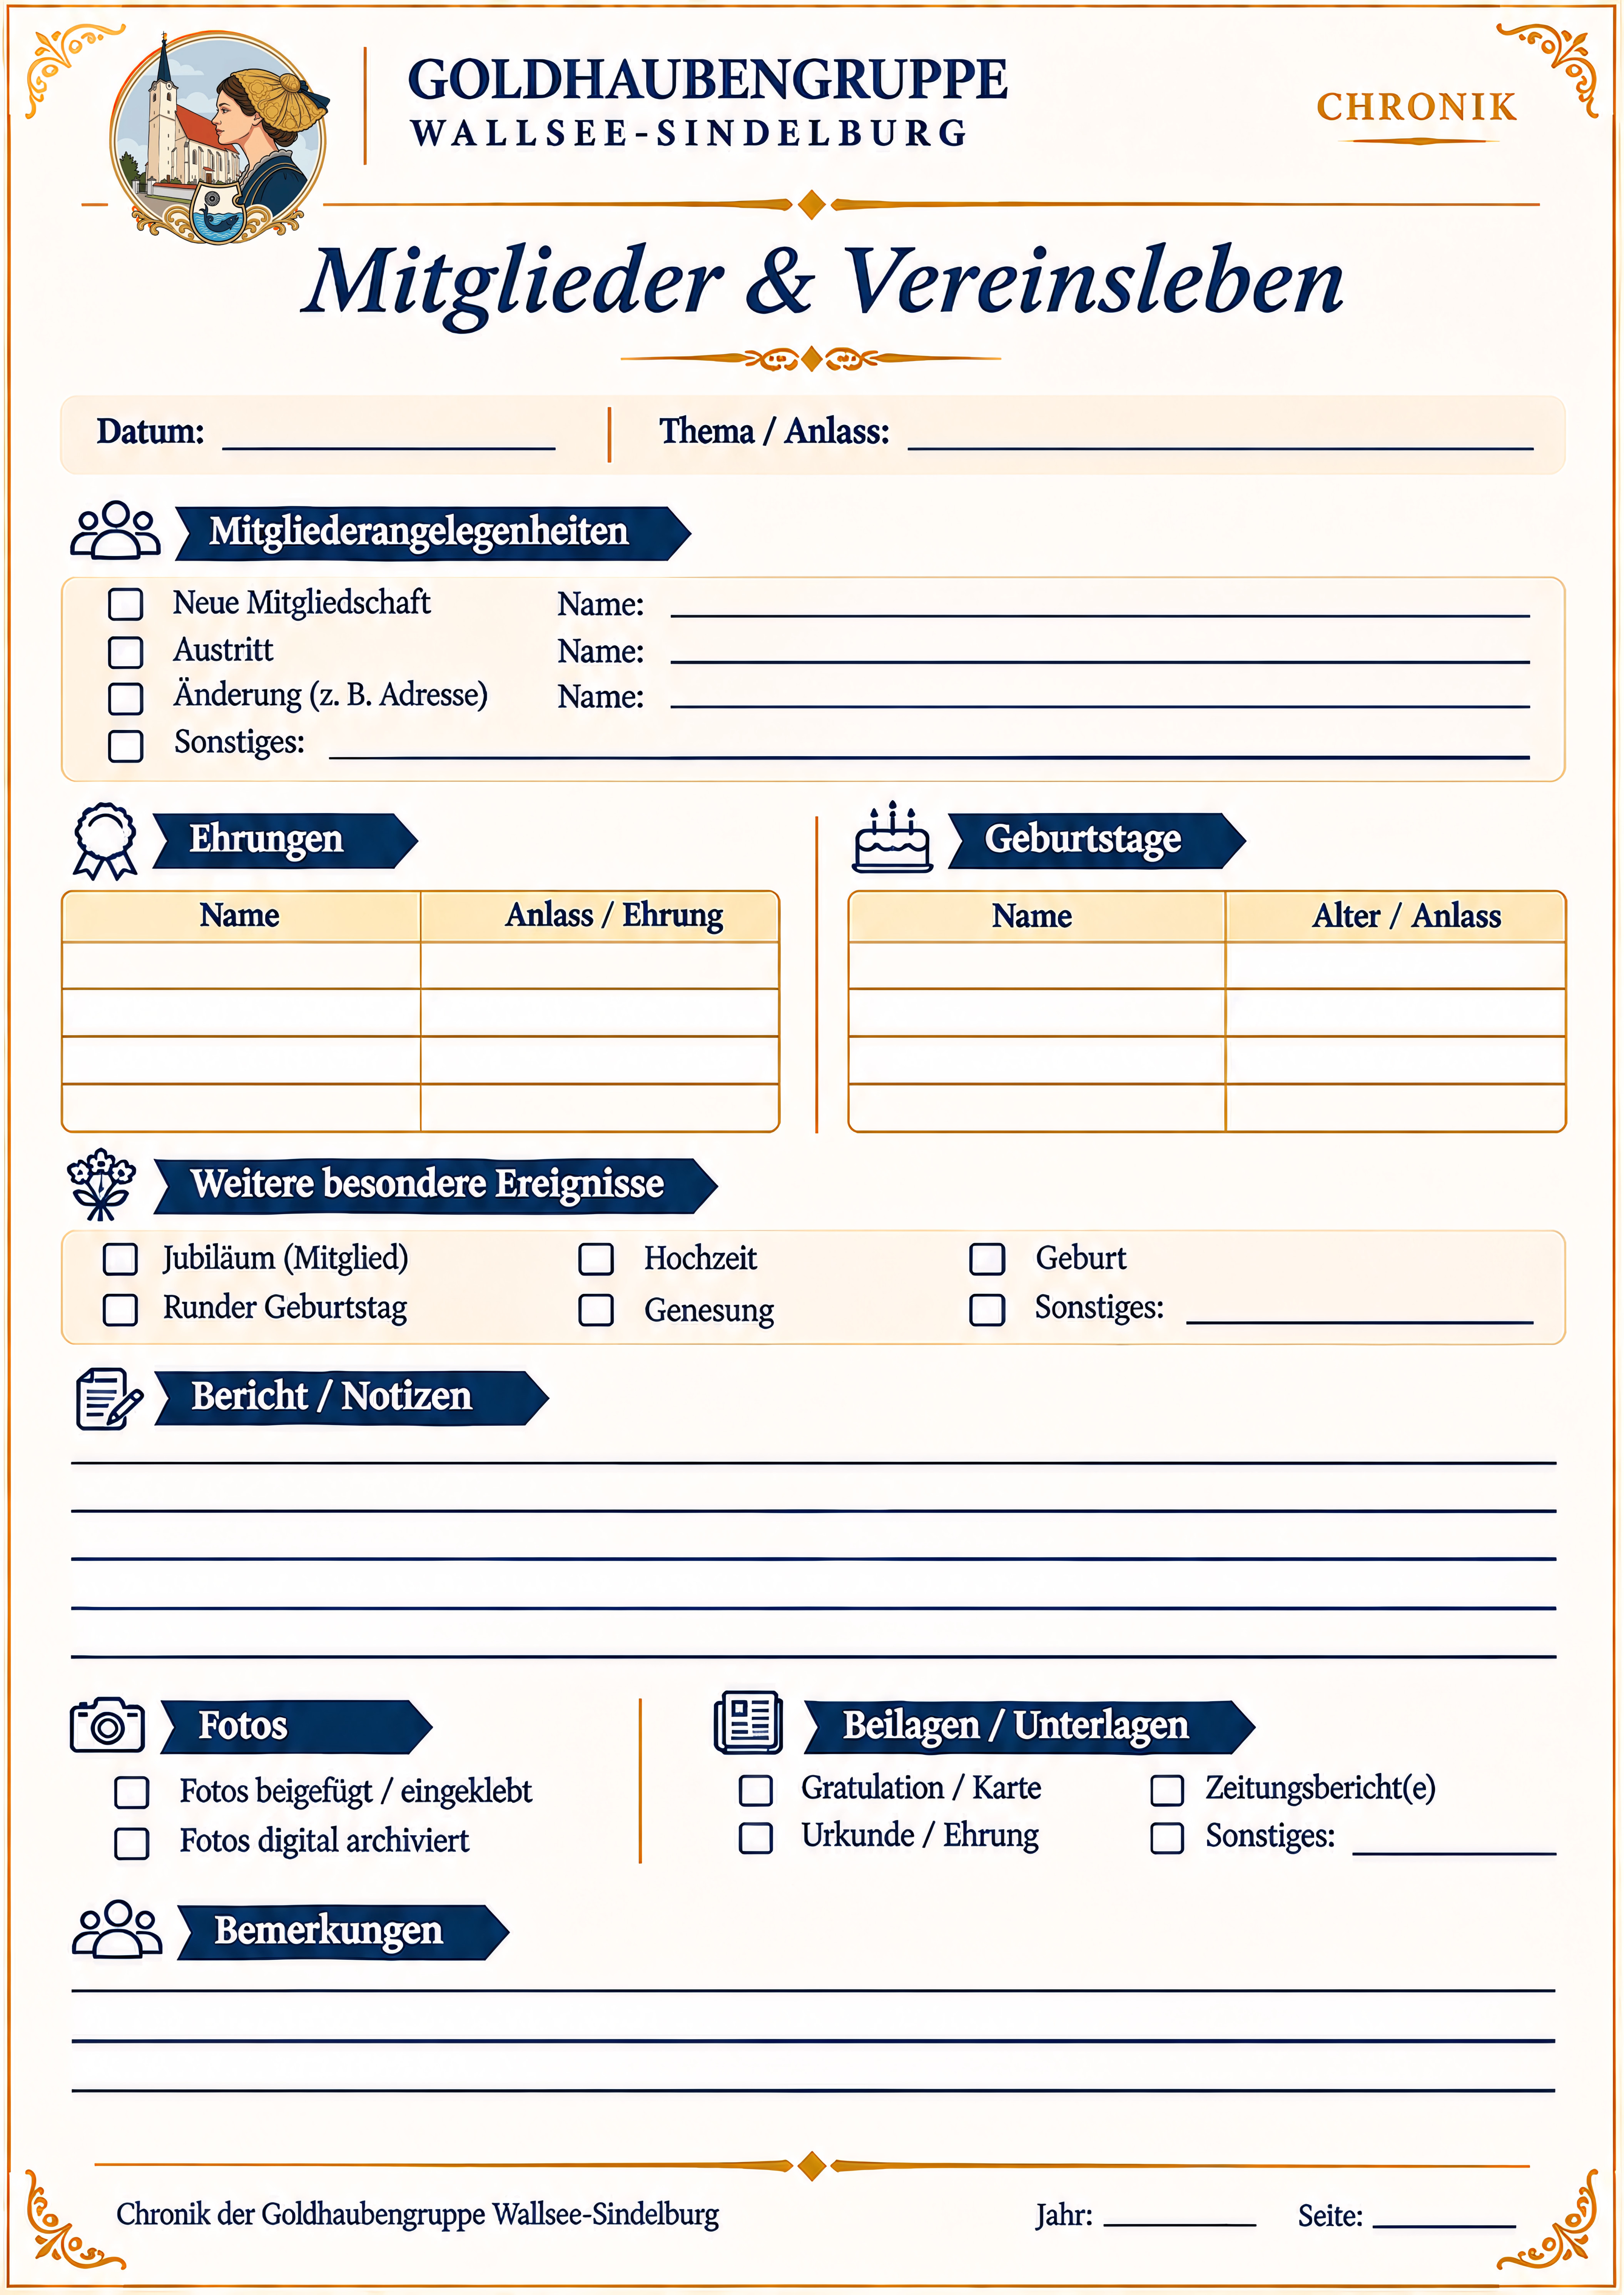 GOLDHAUBENGRUPPE
WALLSEE-SINDELBURG
CHRONIK
Mitglieder & Vereinsleben
Datum: Thema / Anlass:
Mitgliederangelegenheiten
Neue Mitgliedschaft Name:
Austritt Name:
Änderung (z. B. Adresse) Name:
Sonstiges:
Ehrungen
Name Anlass / Ehrung
Geburtstage
Name Alter / Anlass
Weitere besondere Ereignisse
Jubiläum (Mitglied) Hochzeit Geburt
Runder Geburtstag Genesung Sonstiges:
Bericht / Notizen
Fotos
Fotos beigefügt / eingeklebt
Fotos digital archiviert
Beilagen / Unterlagen
Gratulation / Karte Zeitungsbericht(e)
Urkunde / Ehrung Sonstiges:
Bemerkungen
Chronik der Goldhaubengruppe Wallsee-Sindelburg Jahr: Seite: